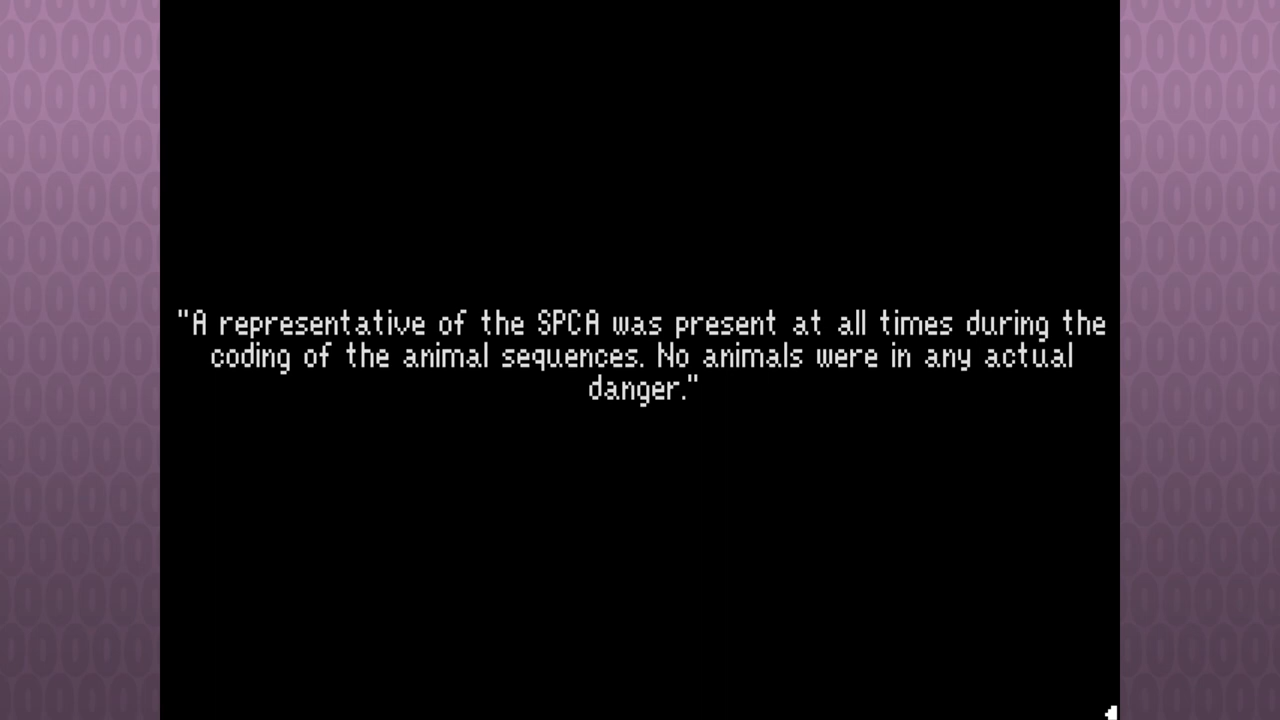 "A representative of the SPCA was present at all times during the
coding of the animal sequences. No animals were in any actual
danger."